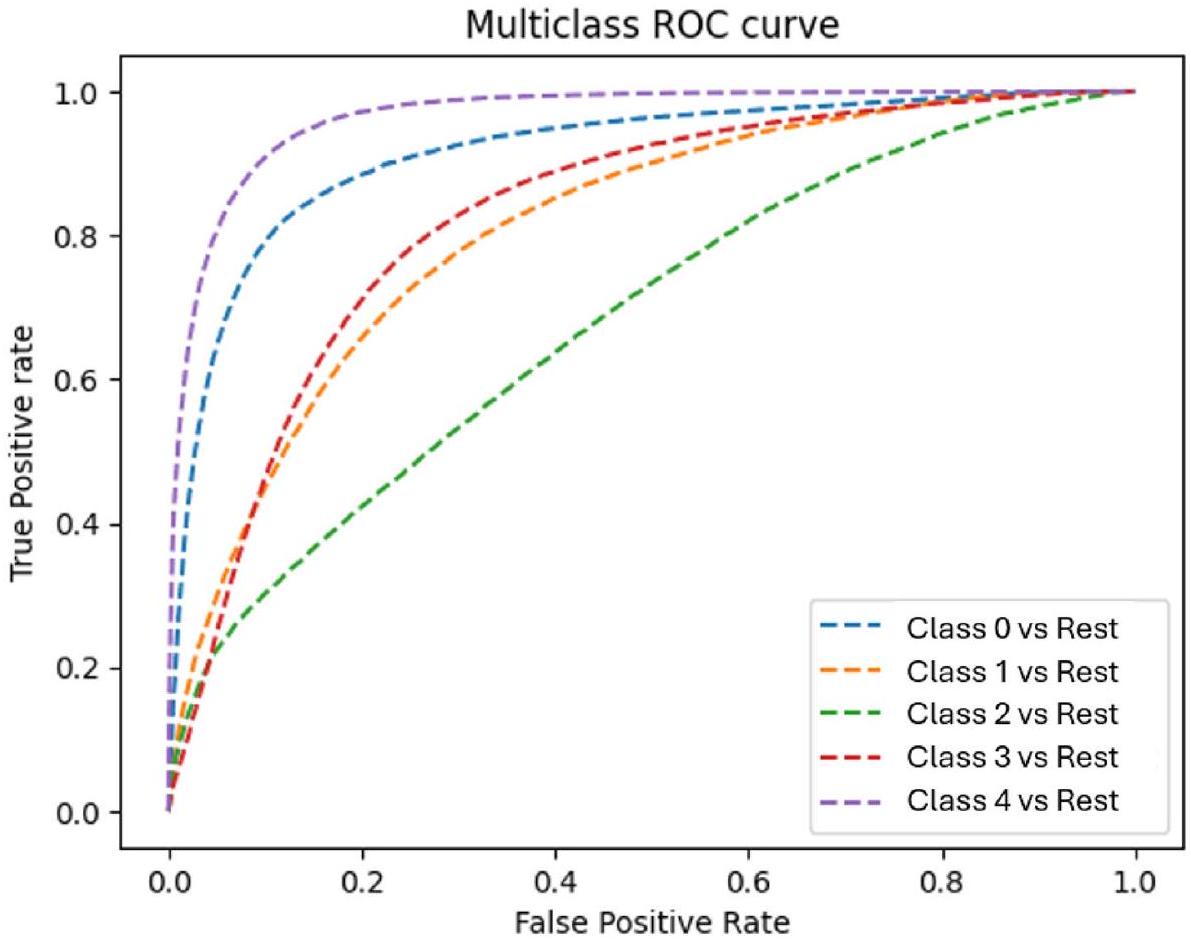 Multiclass ROC curve
True Positive rate
1.0
0.8
0.6
0.4
0.2
0.0
Class 0 vs Rest
Class 1 vs Rest
Class 2 vs Rest
Class 3 vs Rest
Class 4 vs Rest
0.0 0.2 0.4 0.6 0.8 1.0
False Positive Rate